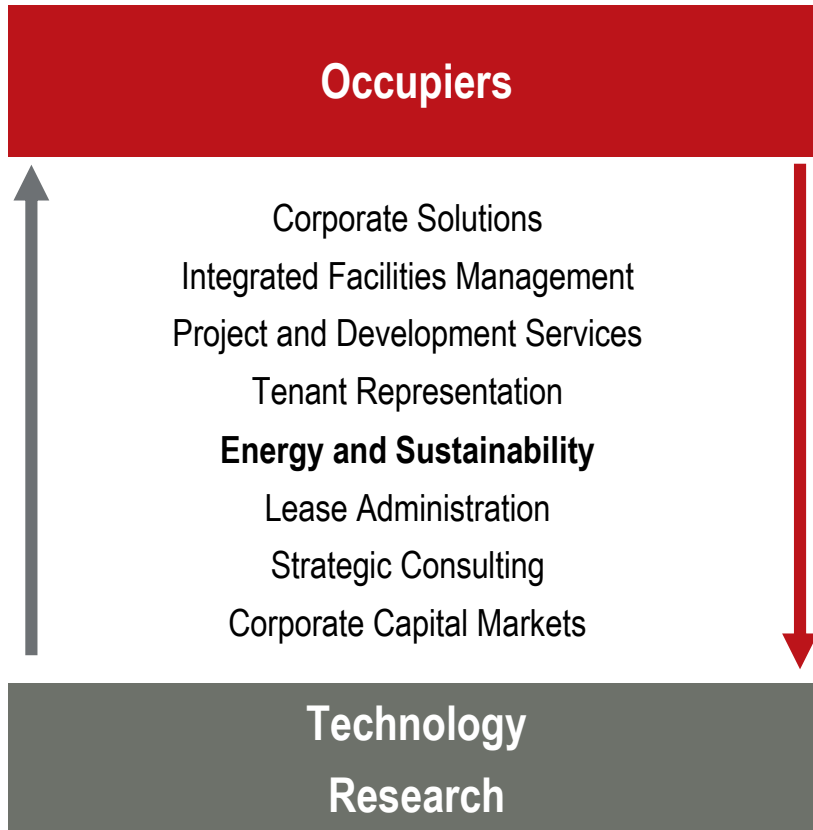 Occupiers
Corporate Solutions
Integrated Facilities Management
Project and Development Services
Tenant Representation
Energy and Sustainability
Lease Administration
Strategic Consulting
Corporate Capital Markets
Technology
Research